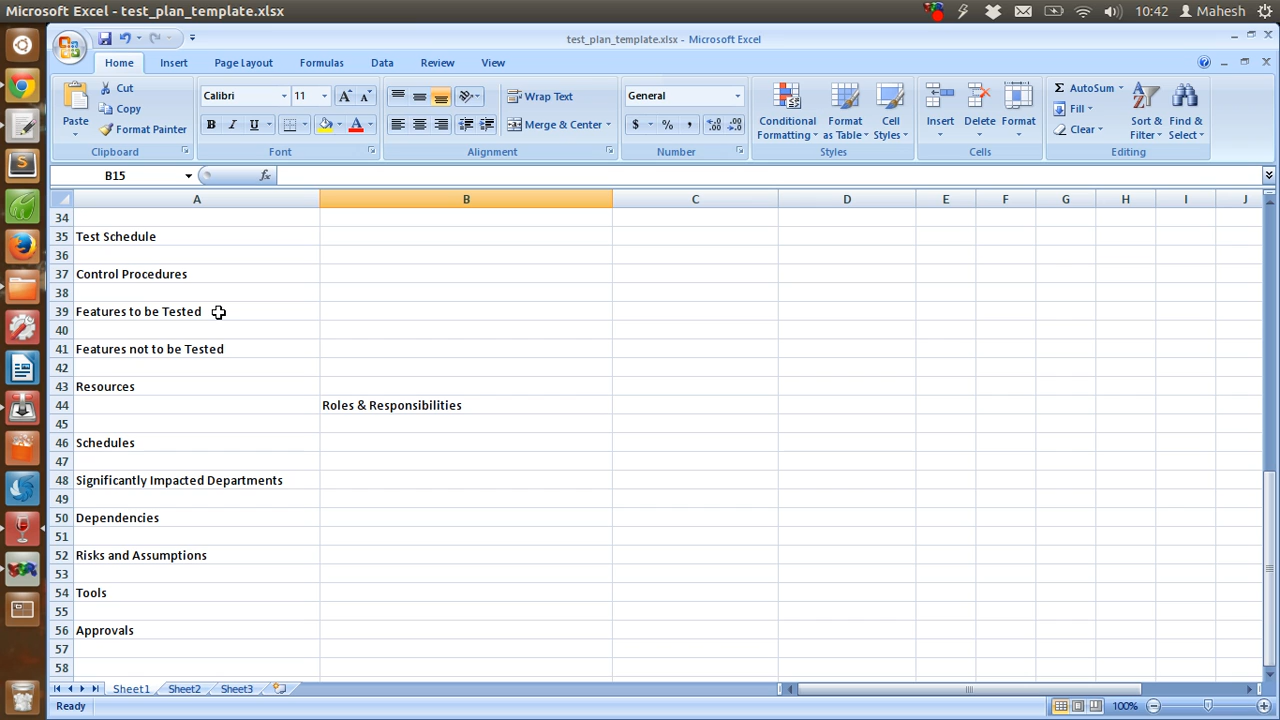 Microsoft Excel - test_plan_template.xlsx
10:42 Mahesh
test_plan_template.xlsx - Microsoft Excel
Home Insert Page Layout Formulas Data Review View
Paste
Cut
Copy
Format Painter
Clipboard
Calibri 11
B I U A
Font
Wrap Text
Merge & Center
Alignment
General
$ % ,
Number
Conditional Formatting
Format as Table
Cell Styles
Styles
Insert Delete Format
Cells
Σ AutoSum
Fill
Clear
Sort & Filter
Find & Select
Editing
B15 fx
A B C D E F G H I J
34
35 Test Schedule
36
37 Control Procedures
38
39 Features to be Tested
40
41 Features not to be Tested
42
43 Resources
44 Roles & Responsibilities
45
46 Schedules
47
48 Significantly Impacted Departments
49
50 Dependencies
51
52 Risks and Assumptions
53
54 Tools
55
56 Approvals
57
58
Sheet1 Sheet2 Sheet3
Ready 100%